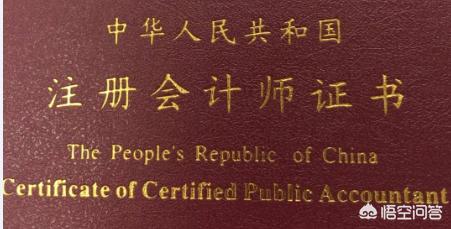 中华人民共和国
注册会计师证书
The People's Republic of China
Certificate of Certified Public Accountant
悟空问答